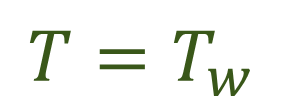 T = T_w